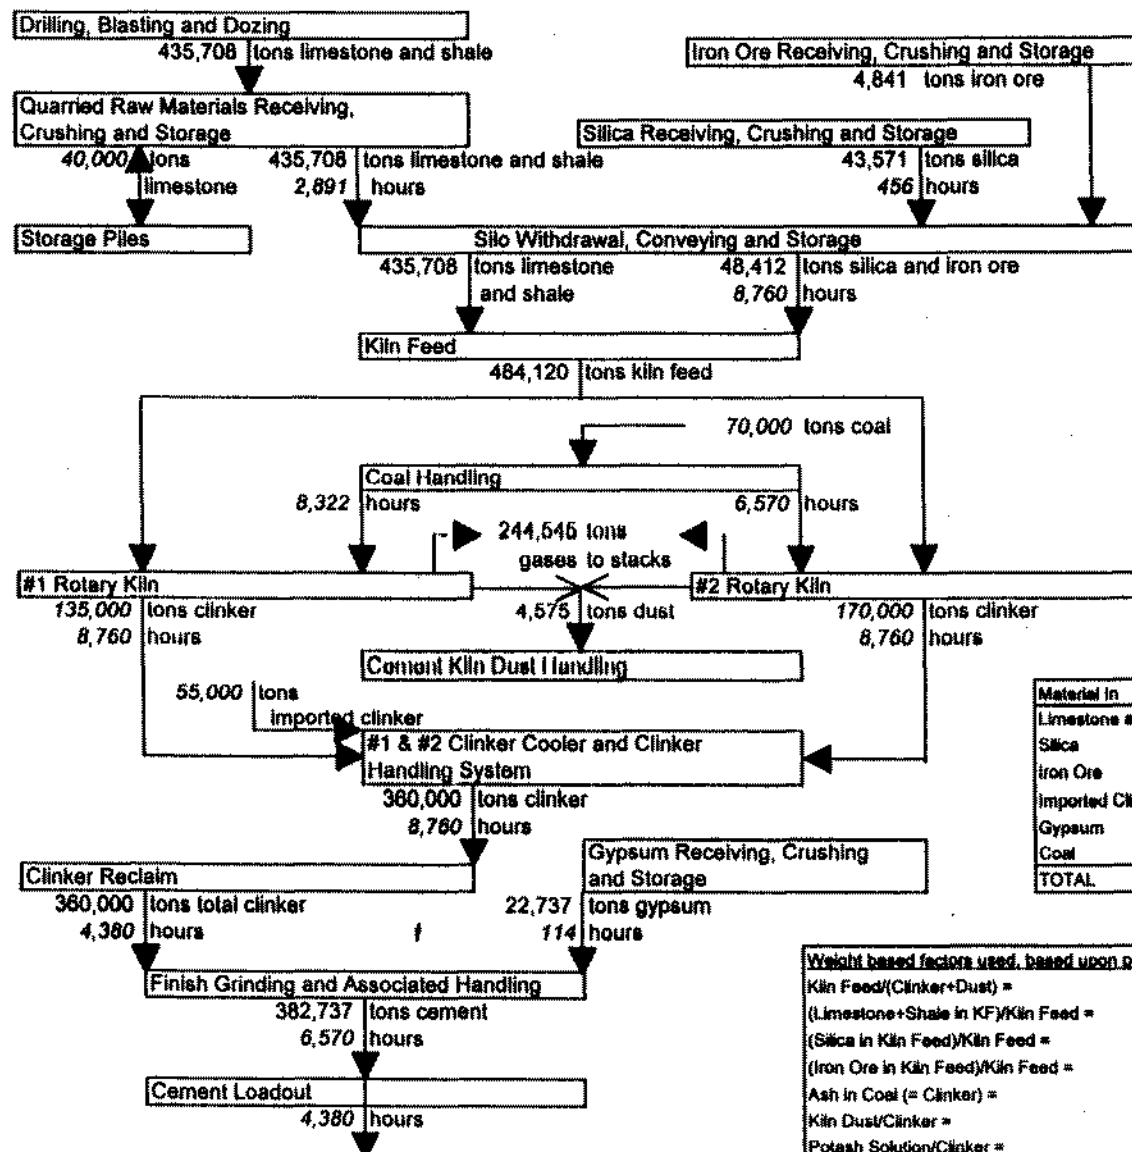 Drilling, Blasting and Dozing
435,708 tons limestone and shale
Iron Ore Receiving, Crushing and Storage
4,841 tons iron ore
Quarried Raw Materials Receiving,
Crushing and Storage
Silica Receiving, Crushing and Storage
40,000 tons
limestone
435,708 tons limestone and shale
2,891 hours
43,571 tons silica
456 hours
Storage Piles
Silo Withdrawal, Conveying and Storage
435,708 tons limestone
and shale
48,412 tons silica and iron ore
8,760 hours
Kiln Feed
484,120 tons kiln feed
70,000 tons coal
Coal Handling
8,322 hours
6,570 hours
244,545 tons
gases to stacks
#1 Rotary Kiln
#2 Rotary Kiln
135,000 tons clinker
8,760 hours
4,575 tons dust
170,000 tons clinker
8,760 hours
Cement Kiln Dust Handling
55,000 tons
imported clinker
#1 & #2 Clinker Cooler and Clinker
Handling System
360,000 tons clinker
8,760 hours
Material In
Limestone a
Silica
Iron Ore
Imported Cli
Gypsum
Coal
TOTAL
Gypsum Receiving, Crushing
and Storage
Clinker Reclaim
360,000 tons total clinker
4,380 hours
22,737 tons gypsum
114 hours
Finish Grinding and Associated Handling
382,737 tons cement
6,570 hours
Cement Loadout
4,380 hours
Weight based factors used, based upon p
Kiln Feed/(Clinker+Dust) =
(Limestone+Shale in KF)/Kiln Feed =
(Silica in Kiln Feed)/Kiln Feed =
(Iron Ore in Kiln Feed)/Kiln Feed =
Ash in Coal (= Clinker) =
Kiln Dust/Clinker =
Potash Solution/Clinker =